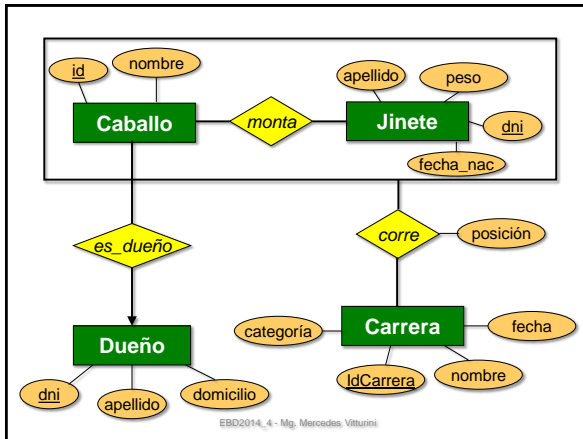 id
nombre
apellido
peso
Caballo
monta
Jinete
dni
fecha_nac
es_dueño
corre
posición
categoría
Carrera
fecha
Dueño
IdCarrera
nombre
dni
apellido
domicilio
EBD2014_4 - Mg. Mercedes Vitturini